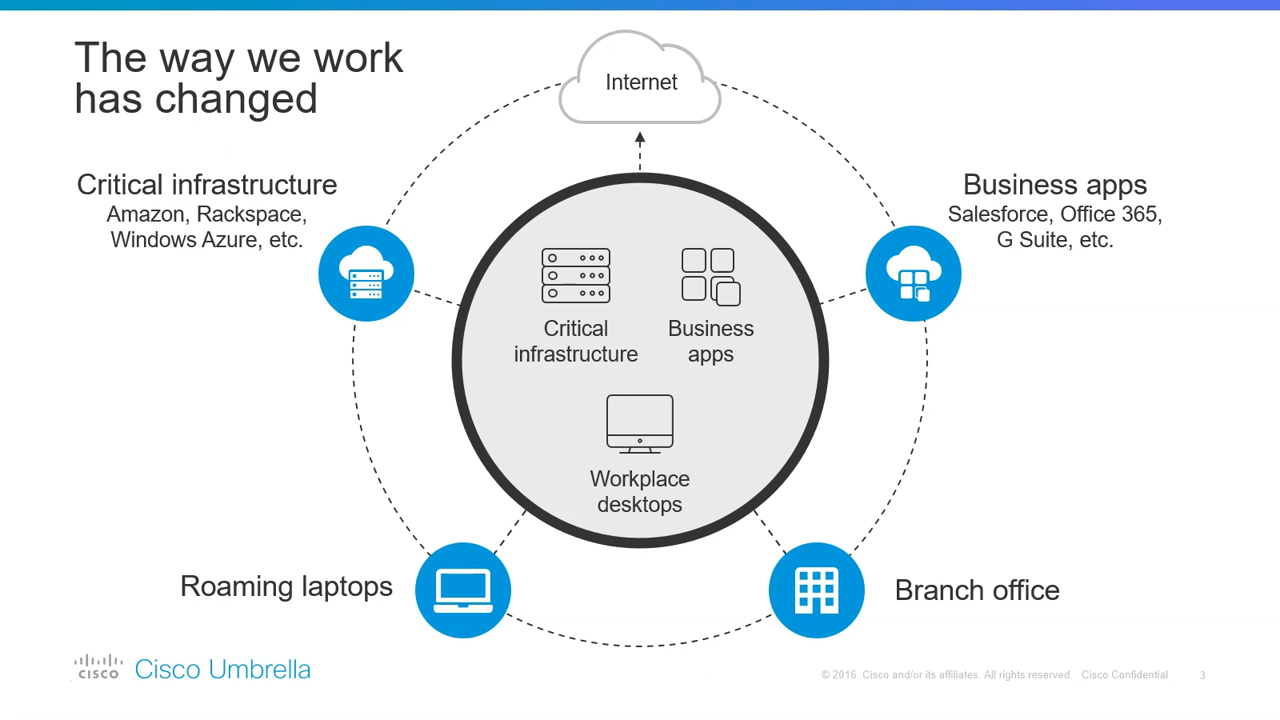 The way we work
has changed
Internet
Critical infrastructure
Amazon, Rackspace,
Windows Azure, etc.
Business apps
Salesforce, Office 365,
G Suite, etc.
Critical
infrastructure
Business
apps
Workplace
desktops
Roaming laptops
Branch office
CISCO
Cisco Umbrella
© 2016 Cisco and/or its affiliates. All rights reserved. Cisco Confidential
3